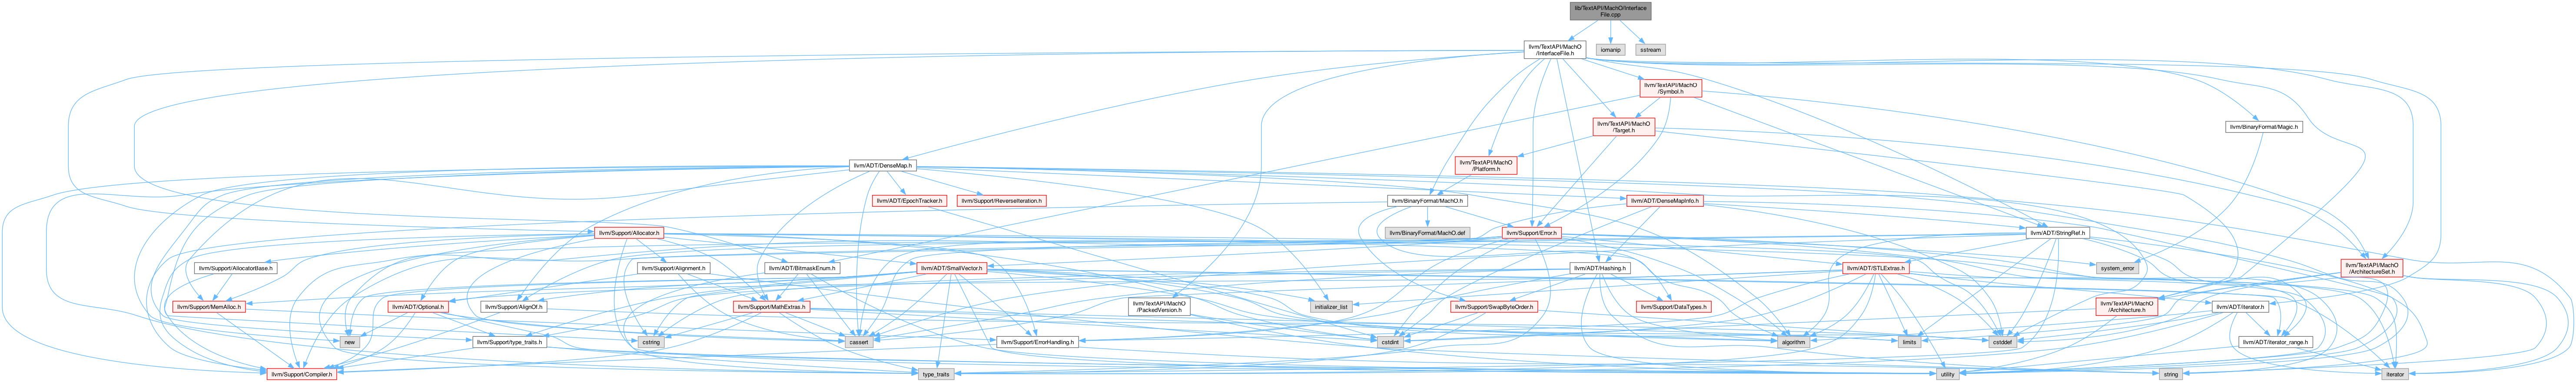 lib/TextAPI/MachO/Interface
File.cpp
llvm/TextAPI/MachO
/InterfaceFile.h
iomanip
sstream
llvm/TextAPI/MachO
/Symbol.h
llvm/TextAPI/MachO
/Target.h
llvm/BinaryFormat/Magic.h
llvm/TextAPI/MachO
/Platform.h
llvm/ADT/DenseMap.h
llvm/ADT/EpochTracker.h
llvm/Support/ReverseIteration.h
llvm/BinaryFormat/MachO.h
llvm/ADT/DenseMapInfo.h
llvm/Support/Allocator.h
llvm/BinaryFormat/MachO.def
llvm/Support/Error.h
llvm/ADT/StringRef.h
llvm/Support/AllocatorBase.h
llvm/Support/Alignment.h
llvm/ADT/BitmaskEnum.h
llvm/ADT/SmallVector.h
llvm/ADT/Hashing.h
llvm/ADT/STLExtras.h
system_error
llvm/TextAPI/MachO
/ArchitectureSet.h
llvm/Support/MemAlloc.h
llvm/ADT/Optional.h
llvm/Support/AlignOf.h
llvm/Support/MathExtras.h
initializer_list
llvm/TextAPI/MachO
/PackedVersion.h
llvm/Support/SwapByteOrder.h
llvm/Support/DataTypes.h
llvm/TextAPI/MachO
/Architecture.h
llvm/ADT/iterator.h
new
llvm/Support/type_traits.h
cstring
cassert
llvm/Support/ErrorHandling.h
cstdint
algorithm
limits
cstddef
llvm/ADT/iterator_range.h
llvm/Support/Compiler.h
type_traits
utility
string
iterator